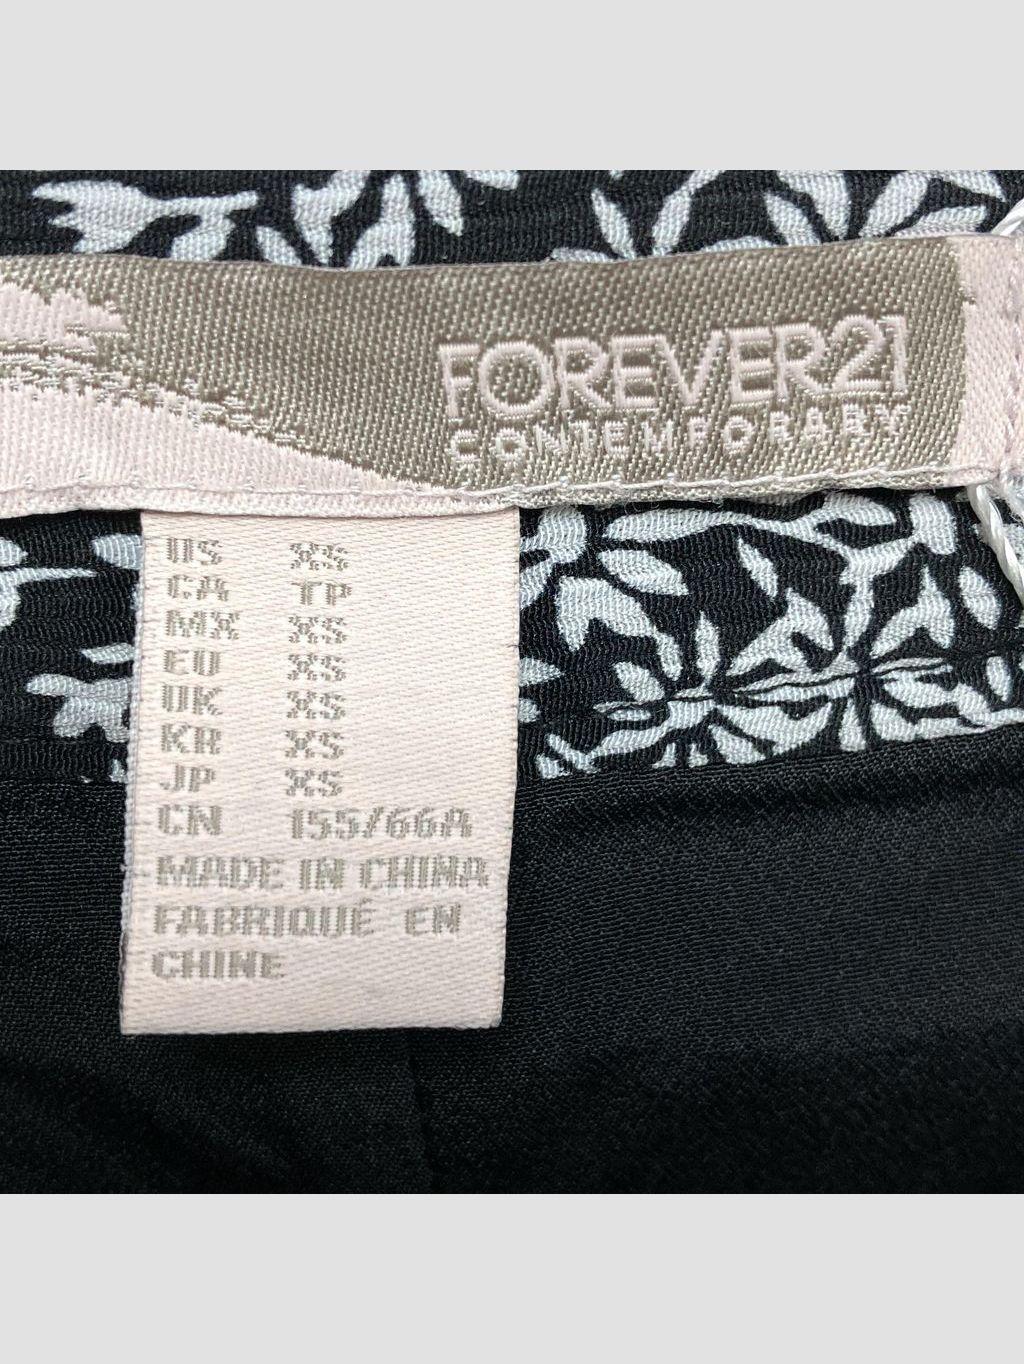 FOREVER21
CONTEMPORARY
US XS
CA TP
MX XS
EU XS
UK XS
KR XS
JP XS
CN 155/66A
MADE IN CHINA
FABRIQUÉ EN
CHINE